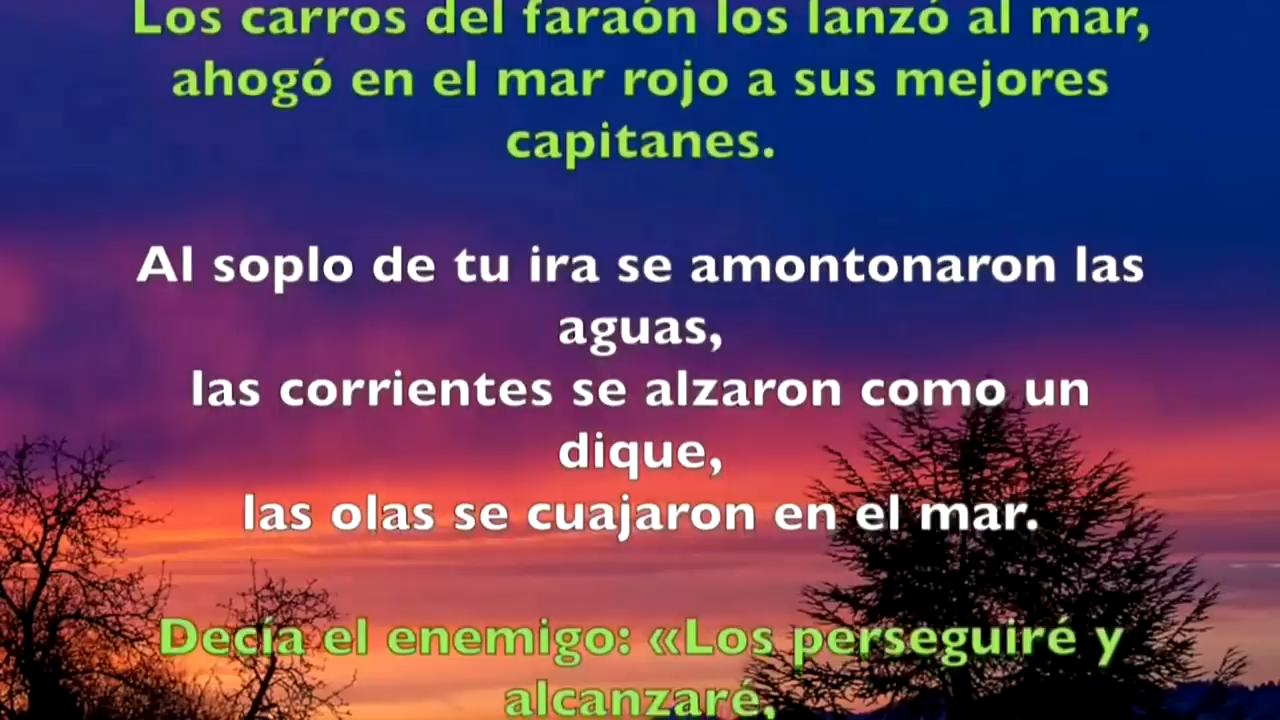 Los carros del faraón los lanzó al mar,
ahogó en el mar rojo a sus mejores
capitanes.
Al soplo de tu ira se amontonaron las
aguas,
las corrientes se alzaron como un
dique,
las olas se cuajaron en el mar.
Decía el enemigo: «Los perseguiré y
alcanzaré,